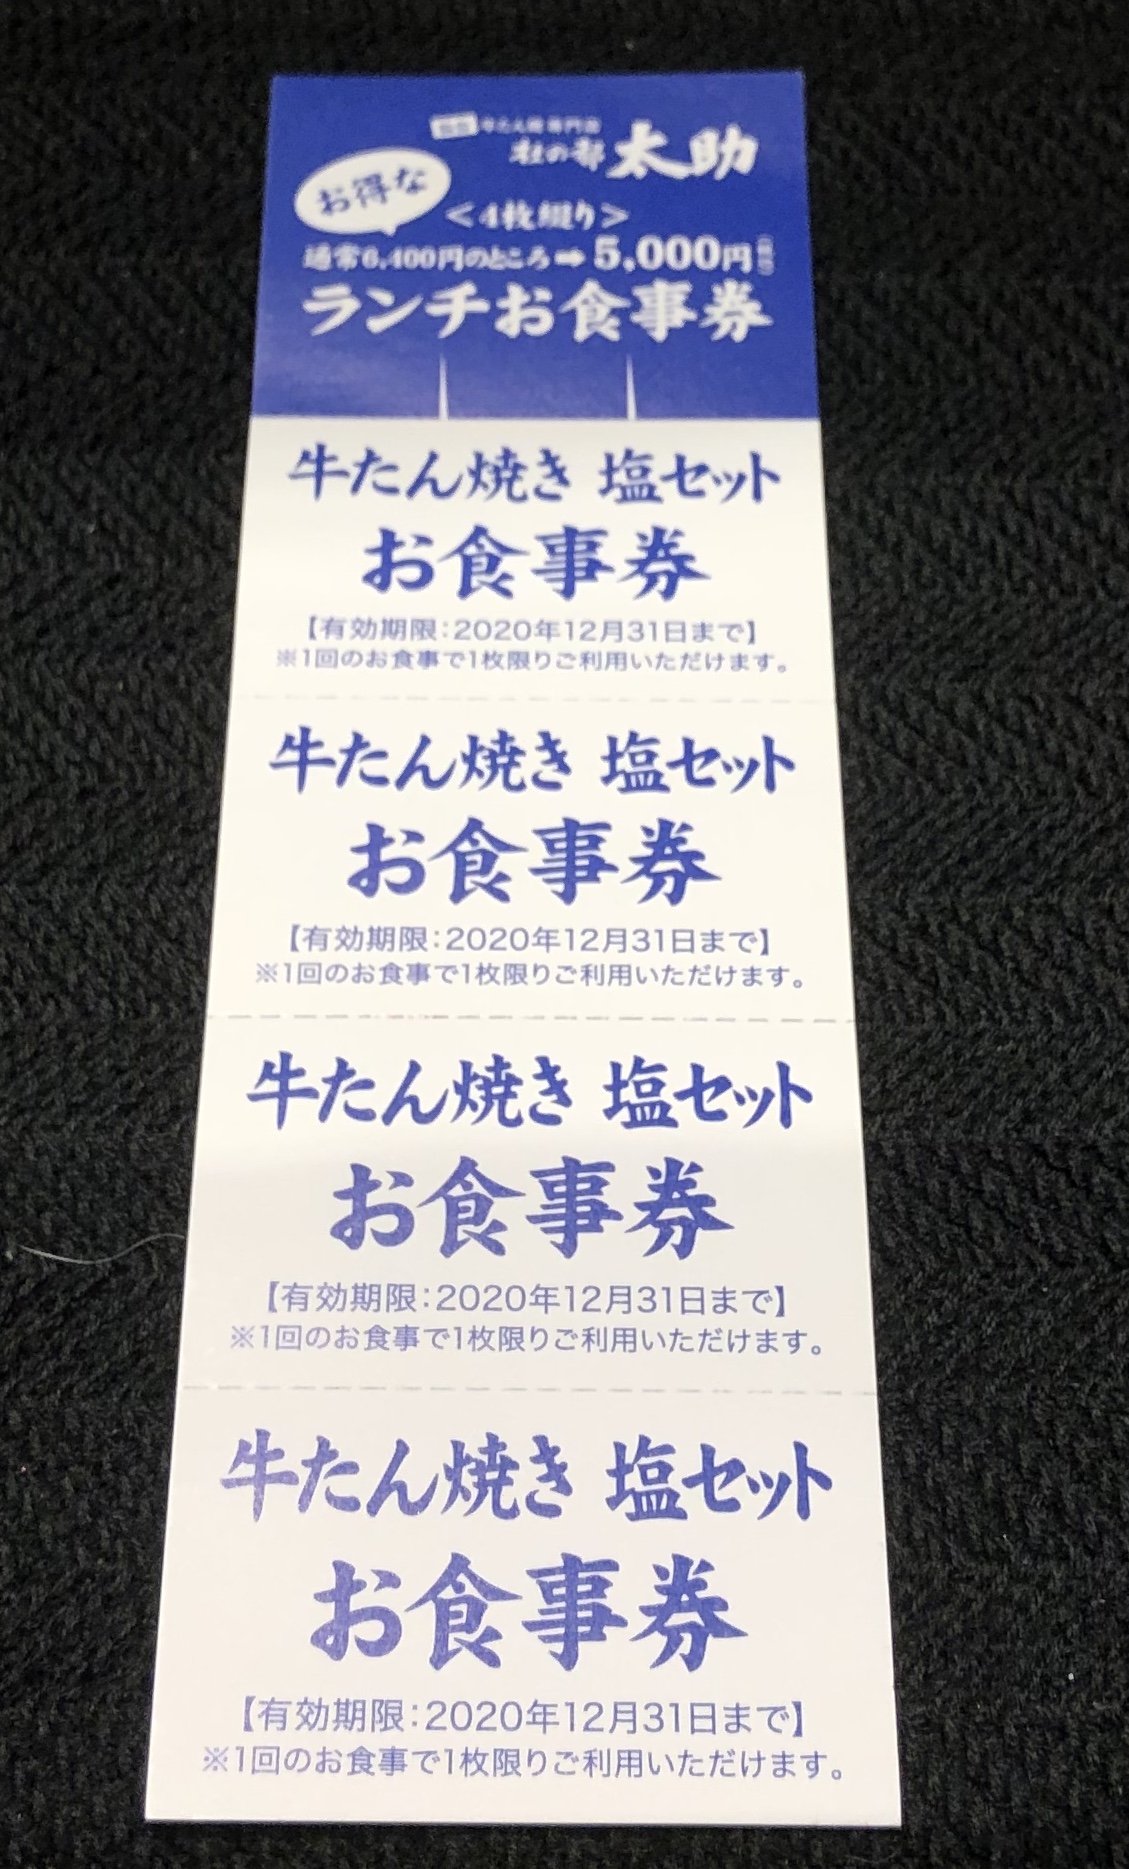 牛たん焼専門店
杜の都 太助
お得な
＜4枚綴り＞
通常6,400円のところ➡5,000円
ランチお食事券
牛たん焼き 塩セット
お食事券
【有効期限：2020年12月31日まで】
※1回のお食事で1枚限りご利用いただけます。
牛たん焼き 塩セット
お食事券
【有効期限：2020年12月31日まで】
※1回のお食事で1枚限りご利用いただけます。
牛たん焼き 塩セット
お食事券
【有効期限：2020年12月31日まで】
※1回のお食事で1枚限りご利用いただけます。
牛たん焼き 塩セット
お食事券
【有効期限：2020年12月31日まで】
※1回のお食事で1枚限りご利用いただけます。